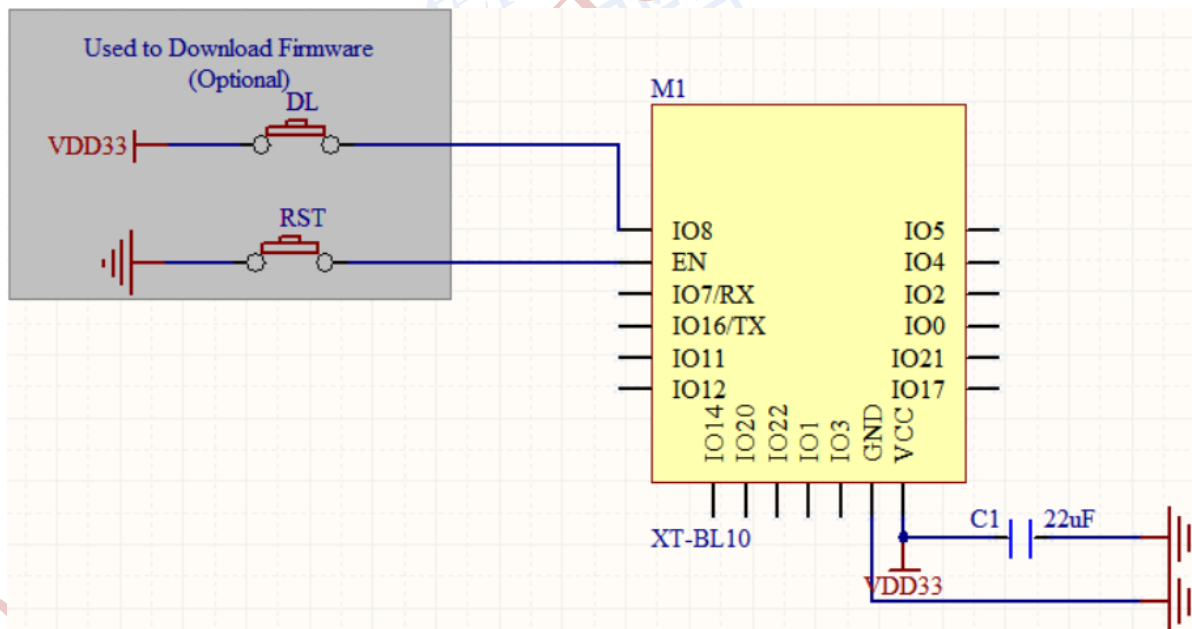 Used to Download Firmware
(Optional)
DL
VDD33
RST
M1
IO8
EN
IO7/RX
IO16/TX
IO11
IO12
IO5
IO4
IO2
IO0
IO21
IO17
IO14
IO20
IO22
IO1
IO3
GND
VCC
XT-BL10
C1 22uF
VDD33